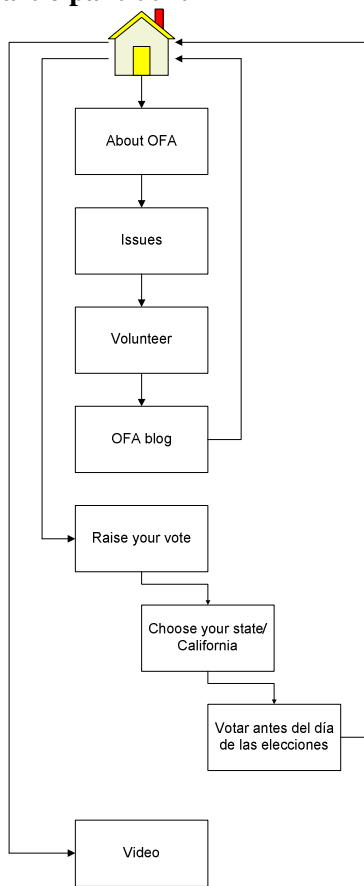 About OFA
Issues
Volunteer
OFA blog
Raise your vote
Choose your state/
California
Votar antes del día
de las elecciones
Video